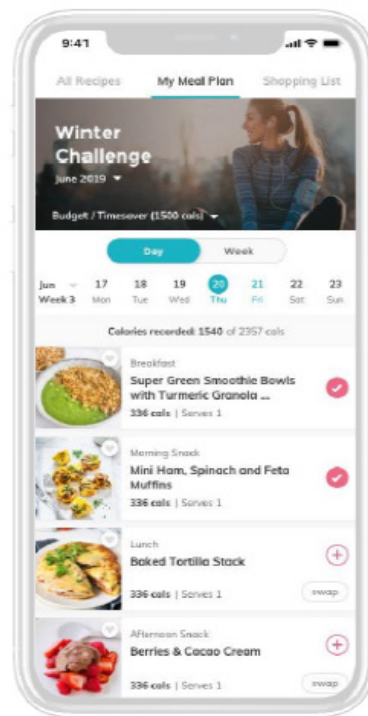 9:41
All Recipes My Meal Plan Shopping List
Winter
Challenge
June 2019
Budget / Timesaver (1500 cals)
Day Week
Jun 17 18 19 20 21 22 23
Week 3 Mon Tue Wed Thu Fri Sat Sun
Calories recorded: 1540 of 2357 cals
Breakfast
Super Green Smoothie Bowls
with Turmeric Granola ...
336 cals | Serves 1
Morning Snack
Mini Ham, Spinach and Feta
Muffins
336 cals | Serves 1
Lunch
Baked Tortilla Stack
336 cals | Serves 1
swap
Afternoon Snack
Berries & Cacao Cream
336 cals | Serves 1
swap